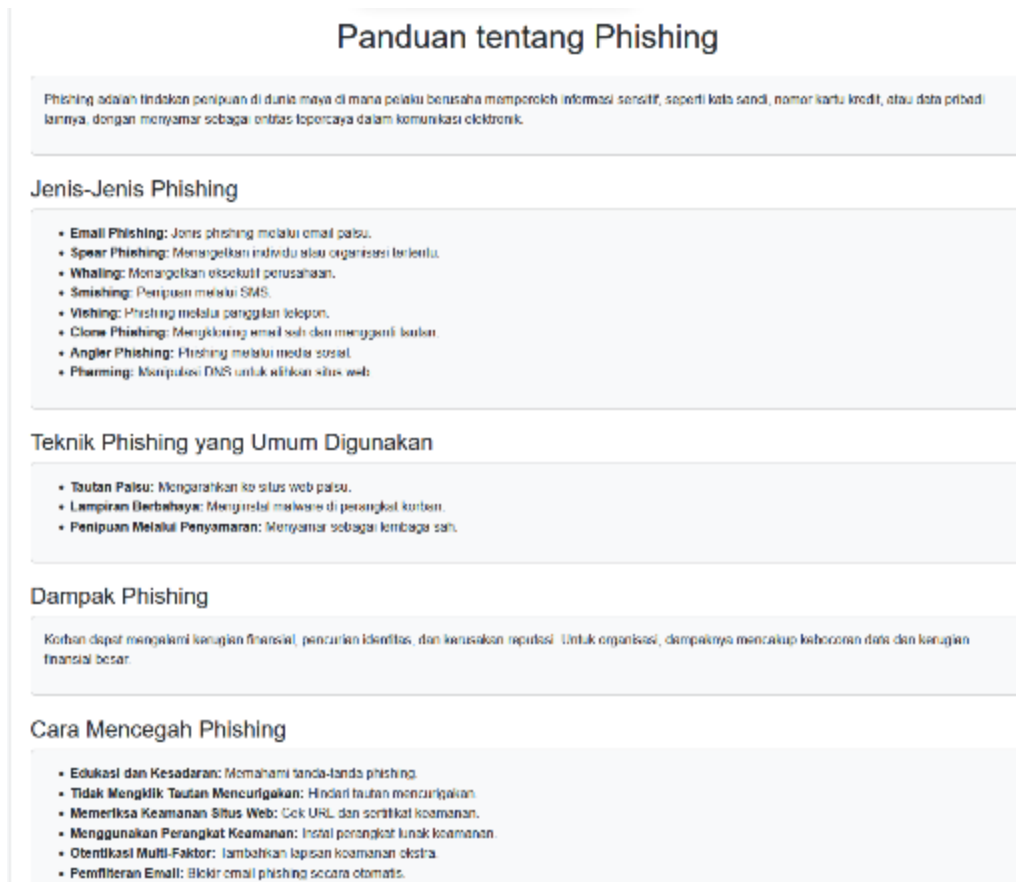 Panduan tentang Phishing
Phishing adalah tindakan penipuan di dunia maya di mana pelaku berusaha memperoleh informasi sensitif, seperti kata sandi, nomor kartu kredit, atau data pribadi
lainnya, dengan menyamar sebagai entitas tepercaya dalam komunikasi elektronik.
Jenis-Jenis Phishing
• Email Phishing: Jenis phishing melalui email palsu.
• Spear Phishing: Menargetkan individu atau organisasi tertentu.
• Whaling: Menargetkan eksekutif perusahaan.
• Smishing: Penipuan melalui SMS.
• Vishing: Phishing melalui panggilan telepon.
• Clone Phishing: Mengkloning email sah dan mengganti tautan.
• Angler Phishing: Phishing melalui media sosial.
• Pharming: Manipulasi DNS untuk alihkan situs web.
Teknik Phishing yang Umum Digunakan
• Tautan Palsu: Mengarahkan ke situs web palsu.
• Lampiran Berbahaya: Menginstal malware di perangkat korban.
• Penipuan Melalui Penyamaran: Menyamar sebagai lembaga sah.
Dampak Phishing
Korban dapat mengalami kerugian finansial, pencurian identitas, dan kerusakan reputasi. Untuk organisasi, dampaknya mencakup kebocoran data dan kerugian
finansial besar.
Cara Mencegah Phishing
• Edukasi dan Kesadaran: Memahami tanda-tanda phishing.
• Tidak Mengklik Tautan Mencurigakan: Hindari tautan mencurigakan.
• Memeriksa Keamanan Situs Web: Cek URL dan sertifikat keamanan.
• Menggunakan Perangkat Keamanan: Instal perangkat lunak keamanan.
• Otentikasi Multi-Faktor: Tambahkan lapisan keamanan ekstra.
• Pemfilteran Email: Blokir email phishing secara otomatis.